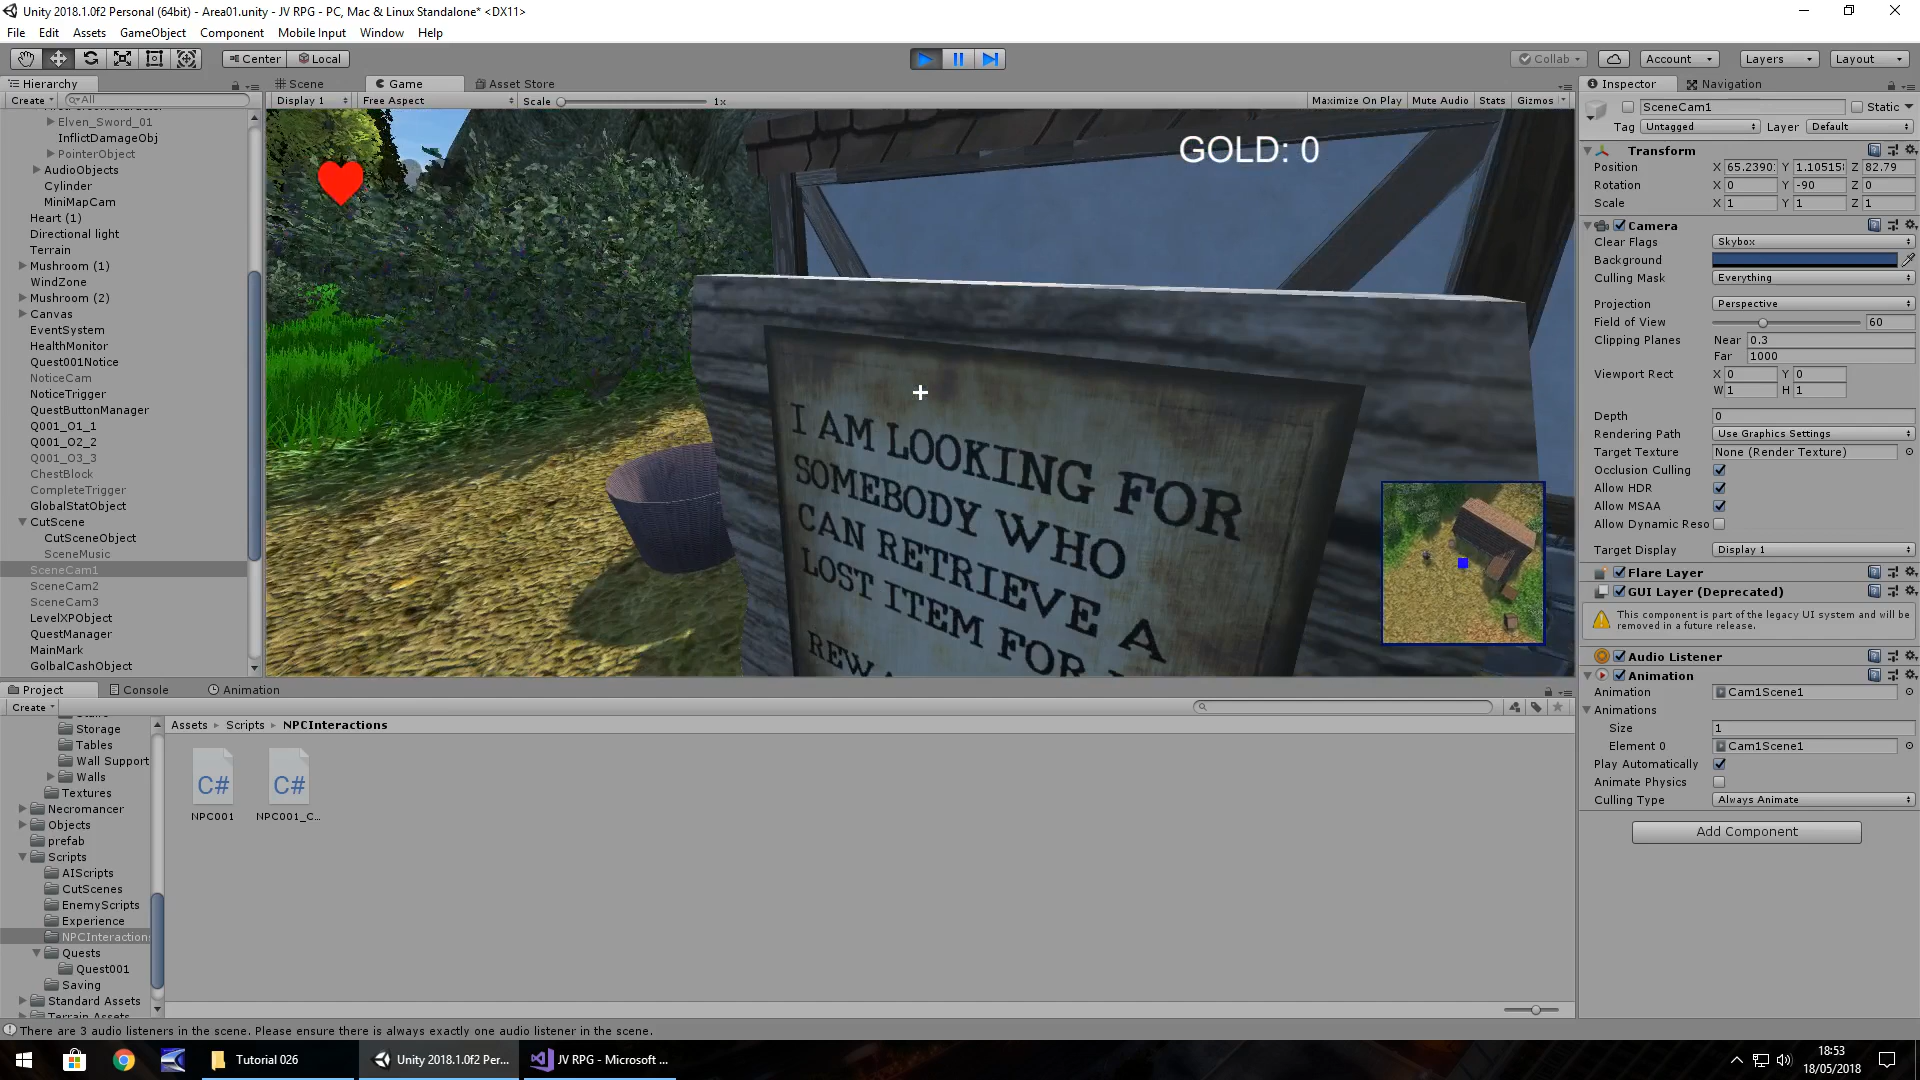 Unity 2018.1.0f2 Personal (64bit) - Area01.unity - JV RPG - PC, Mac & Linux Standalone* <DX11>
File Edit Assets GameObject Component Mobile Input Window Help
Center Local Collab Account Layers Layout
Hierarchy Scene Game Asset Store Inspector Navigation
Create All Display 1 Free Aspect Scale 1x Maximize On Play Mute Audio Stats Gizmos
Elven_Sword_01
InflictDamageObj
PointerObject
AudioObjects
Cylinder
MiniMapCam
Heart (1)
Directional light
Terrain
Mushroom (1)
WindZone
Mushroom (2)
Canvas
EventSystem
HealthMonitor
Quest001Notice
NoticeCam
NoticeTrigger
QuestButtonManager
Q001_O1_1
Q001_O2_2
Q001_O3_3
ChestBlock
CompleteTrigger
GlobalStatObject
CutScene
CutSceneObject
SceneMusic
SceneCam1
SceneCam2
SceneCam3
LevelXPObject
QuestManager
MainMark
GolbalCashObject
GOLD: 0
I AM LOOKING FOR
SOMEBODY WHO
CAN RETRIEVE A
LOST ITEM FOR
SceneCam1 Static
Tag Untagged Layer Default
Transform
Position X 65.2390 Y 1.10515 Z 82.79
Rotation X 0 Y -90 Z 0
Scale X 1 Y 1 Z 1
Camera
Clear Flags Skybox
Background
Culling Mask Everything
Projection Perspective
Field of View 60
Clipping Planes Near 0.3
Far 1000
Viewport Rect X 0 Y 0
W 1 H 1
Depth 0
Rendering Path Use Graphics Settings
Target Texture None (Render Texture)
Occlusion Culling
Allow HDR
Allow MSAA
Allow Dynamic Reso
Target Display Display 1
Flare Layer
GUI Layer (Deprecated)
This component is part of the legacy UI system and will be
removed in a future release.
Audio Listener
Animation
Animation Cam1Scene1
Animations
Size 1
Element 0 Cam1Scene1
Play Automatically
Animate Physics
Culling Type Always Animate
Add Component
Project Console Animation
Create
Storage
Tables
Wall Support
Walls
Textures
Necromancer
Objects
prefab
Scripts
AIScripts
CutScenes
EnemyScripts
Experience
NPCInteraction
Quests
Quest001
Saving
Standard Assets
Terrain Assets
Assets Scripts NPCInteractions
C# C#
NPC001 NPC001_C...
There are 3 audio listeners in the scene. Please ensure there is always exactly one audio listener in the scene.
Tutorial 026 Unity 2018.1.0f2 Per... JV RPG - Microsoft ...
18:53
18/05/2018